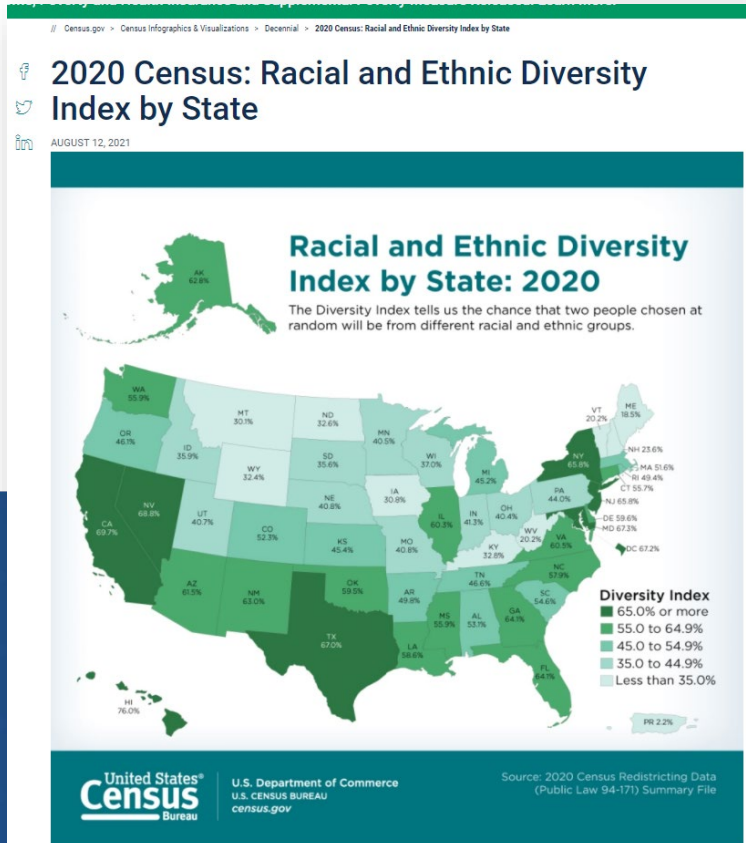 // Census.gov > Census Infographics & Visualizations > Decennial > 2020 Census: Racial and Ethnic Diversity Index by State
2020 Census: Racial and Ethnic Diversity
Index by State
AUGUST 12, 2021
Racial and Ethnic Diversity
Index by State: 2020
The Diversity Index tells us the chance that two people chosen at
random will be from different racial and ethnic groups.
AK
62.8%
WA
55.9%
OR
46.1%
ID
35.9%
MT
30.1%
ND
32.6%
MN
40.5%
WI
37.0%
MI
45.2%
VT
20.2%
ME
18.5%
NY
65.8%
NH 23.6%
MA 51.6%
RI 49.4%
CT 55.7%
NJ 65.8%
DE 59.6%
MD 67.3%
DC 67.2%
SD
35.6%
WY
32.4%
IA
30.8%
NE
40.8%
PA
44.0%
OH
40.4%
IN
41.3%
IL
60.3%
NV
68.8%
UT
40.7%
CA
69.7%
CO
52.3%
KS
45.4%
MO
40.8%
KY
32.8%
WV
20.2%
VA
60.5%
NC
57.9%
TN
46.6%
SC
54.6%
AZ
61.5%
NM
63.0%
OK
59.5%
AR
49.8%
MS
55.9%
AL
53.1%
GA
64.1%
TX
67.0%
LA
58.6%
FL
64.1%
HI
76.0%
PR 2.2%
Diversity Index
65.0% or more
55.0 to 64.9%
45.0 to 54.9%
35.0 to 44.9%
Less than 35.0%
United States®
Census
Bureau
U.S. Department of Commerce
U.S. CENSUS BUREAU
census.gov
Source: 2020 Census Redistricting Data
(Public Law 94-171) Summary File